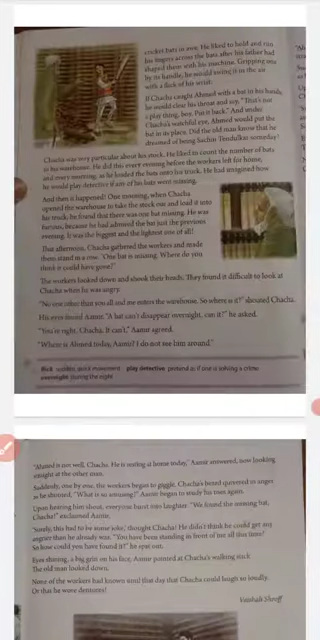 cricket bats in awe. He liked to hold and run
his fingers across the bats after his father had
shaped them with his machine. Gripping one
by its handle, he would swing it in the air
with a flick of his wrist.
If Chacha caught Ahmed with a bat in his hands,
he would clear his throat and say, "That's not
a play thing, boy. Put it back." And under
Chacha's watchful eye, Ahmed would put the
bat in its place. Did the old man know that he
dreamed of being Sachin Tendulkar someday?
Chacha was very particular about his stock. He liked to count the number of bats
in his warehouse. He did this every evening before the workers left for home,
and every morning, as he loaded the bats onto his truck. He had imagined how
he would play detective if any of his bats went missing.
And then it happened! One morning, when Chacha
opened the warehouse to take the stock out and load it into
his truck, he found that there was one bat missing. He was
furious, because he had admired the bat just the previous
evening. It was the biggest and the lightest one of all!
That afternoon, Chacha gathered the workers and made
them stand in a row. "One bat is missing. Where do you
think it could have gone?"
The workers looked down and shook their heads. They found it difficult to look at
Chacha when he was angry.
"No one other than you all and me enters the warehouse. So where is it?" shouted Chacha.
His eyes found Aamir. "A bat can't disappear overnight, can it?" he asked.
"You're right, Chacha. It can't," Aamir agreed.
"Where is Ahmed today, Aamir? I do not see him around."
flick sudden, quick movement play detective pretend as if one is solving a crime
overnight during the night
"Ahmed is not well, Chacha. He is resting at home today," Aamir answered, now looking
straight at the other man.
Suddenly, one by one, the workers began to giggle. Chacha's beard quivered in anger
as he shouted, "What is so amusing?" Aamir began to study his toes again.
Upon hearing him shout, everyone burst into laughter. "We found the missing bat,
Chacha!" exclaimed Aamir.
'Surely, this had to be some joke,' thought Chacha! He didn't think he could get any
angrier than he already was. "You have been standing in front of me all this time!
So how could you have found it?" he spat out.
Eyes shining, a big grin on his face, Aamir pointed at Chacha's walking stick.
The old man looked down.
None of the workers had known until that day that Chacha could laugh so loudly.
Or that he wore dentures!
Vaishali Shroff